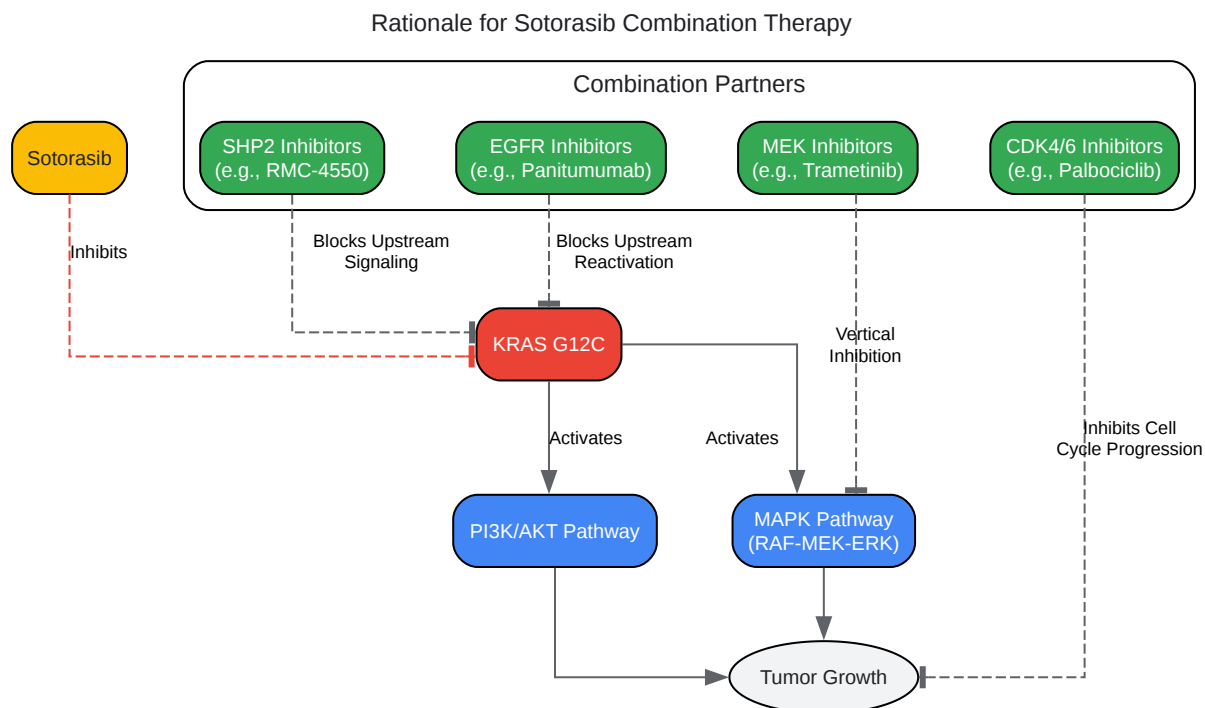 Rationale for Sotorasib Combination Therapy
Combination Partners
Sotorasib
SHP2 Inhibitors
(e.g., RMC-4550)
EGFR Inhibitors
(e.g., Panitumumab)
MEK Inhibitors
(e.g., Trametinib)
CDK4/6 Inhibitors
(e.g., Palbociclib)
Inhibits
Blocks Upstream
Signaling
Blocks Upstream
Reactivation
KRAS G12C
Vertical
Inhibition
Activates
Activates
Inhibits Cell
Cycle Progression
PI3K/AKT Pathway
MAPK Pathway
(RAF-MEK-ERK)
Tumor Growth